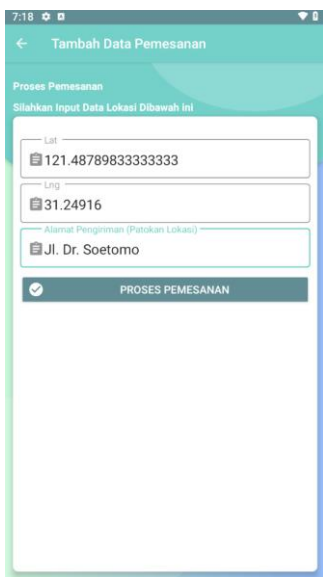 7:18
Tambah Data Pemesanan
Proses Pemesanan
Silahkan Input Data Lokasi Dibawah ini
Lat
121.48789833333333
Lng
31.24916
Alamat Pengiriman (Patokan Lokasi)
Jl. Dr. Soetomo
PROSES PEMESANAN